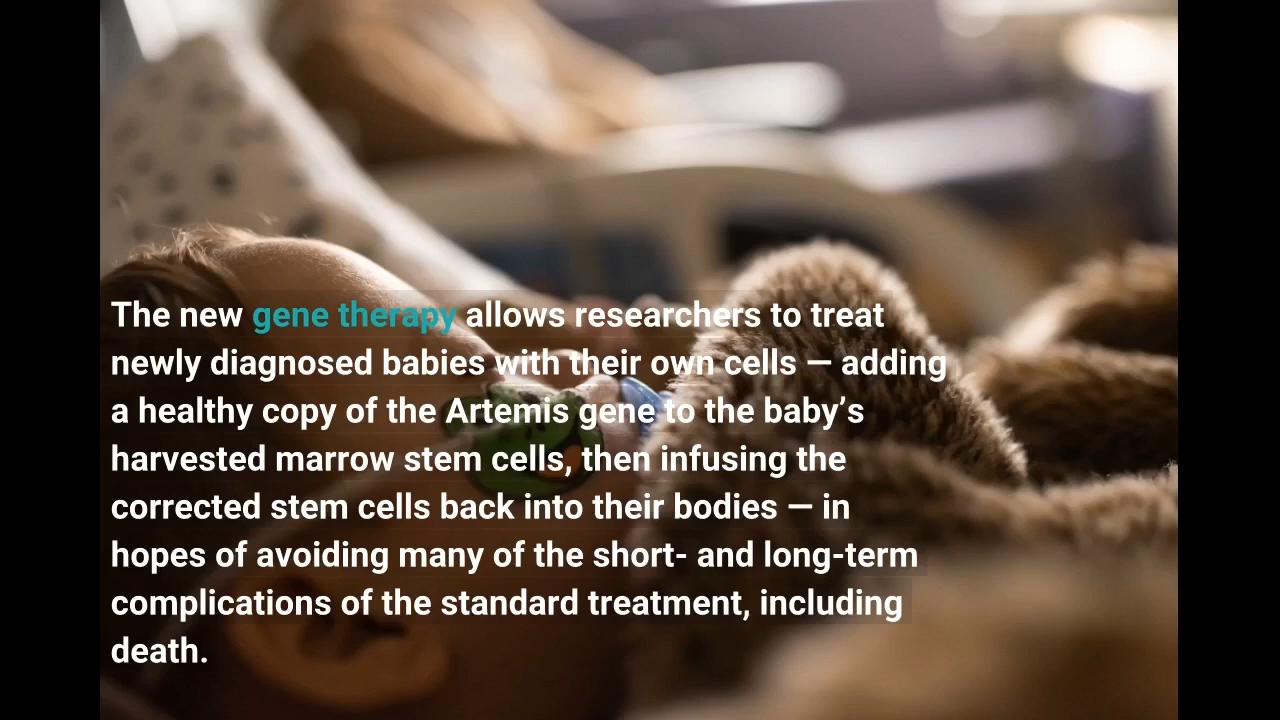 The new gene therapy allows researchers to treat
newly diagnosed babies with their own cells — adding
a healthy copy of the Artemis gene to the baby’s
harvested marrow stem cells, then infusing the
corrected stem cells back into their bodies — in
hopes of avoiding many of the short- and long-term
complications of the standard treatment, including
death.